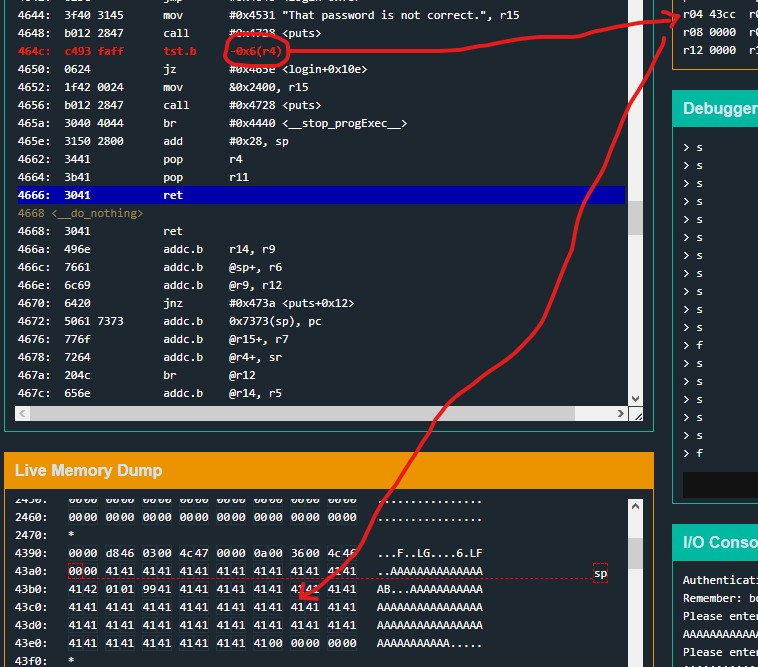 4644: 3f40 3145 mov #0x4531 "That password is not correct.", r15
4648: b012 2847 call #0x4728 <puts>
464c: c493 faff tst.b -0x6(r4)
4650: 0624 jz #0x465e <login+0x10e>
4652: 1f42 0024 mov &0x2400, r15
4656: b012 2847 call #0x4728 <puts>
465a: 3040 4044 br #0x4440 <__stop_progExec__>
465e: 3150 2800 add #0x28, sp
4662: 3441 pop r4
4664: 3b41 pop r11
4666: 3041 ret
4668 <__do_nothing>
4668: 3041 ret
466a: 496e addc.b r14, r9
466c: 7661 addc.b @sp+, r6
466e: 6c69 addc.b @r9, r12
4670: 6420 jnz #0x473a <puts+0x12>
4672: 5061 7373 addc.b 0x7373(sp), pc
4676: 776f addc.b @r15+, r7
4678: 7264 addc.b @r4+, sr
467a: 204c br @r12
467c: 656e addc.b @r14, r5
Live Memory Dump
2450: 0000 0000 0000 0000 0000 0000 0000 0000 ................
2460: 0000 0000 0000 0000 0000 0000 0000 0000 ................
2470: *
4390: 0000 d846 0300 4c47 0000 0a00 3600 4c46 ...F..LG....6.LF
43a0: 0000 4141 4141 4141 4141 4141 4141 4141 ..AAAAAAAAAAAAAA
sp
43b0: 4142 0101 9941 4141 4141 4141 4141 4141 AB...AAAAAAAAAAA
43c0: 4141 4141 4141 4141 4141 4141 4141 4141 AAAAAAAAAAAAAAAA
43d0: 4141 4141 4141 4141 4141 4141 4141 4141 AAAAAAAAAAAAAAAA
43e0: 4141 4141 4141 4141 4141 4100 0000 0000 AAAAAAAAAAA.....
43f0: *
r04 43cc
r08 0000
r12 0000
Debugger
> s
> s
> s
> s
> s
> s
> s
> s
> s
> s
> s
> f
> s
> s
> s
> s
> s
> f
I/O Conso
Authenticati
Remember:
Please enter
AAAAAAAAAAAA
Please enter